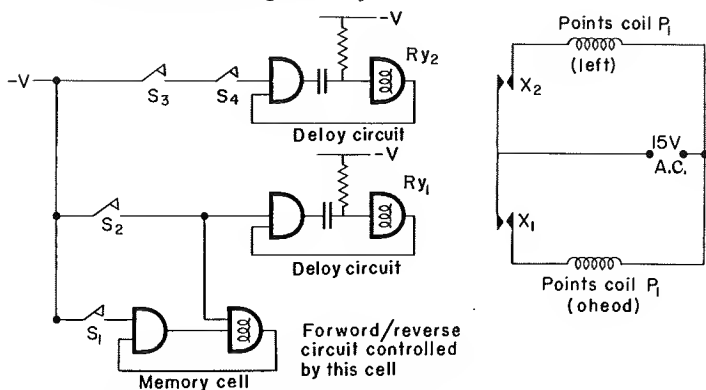 -V
Ry2
-V
S3
S4
Deloy circuit
-V
Ry1
S2
Deloy circuit
S1
Memory cell
Forword/reverse
circuit controlled
by this cell
Points coil P1
(left)
X2
15V
A.C.
X1
Points coil P1
(oheod)